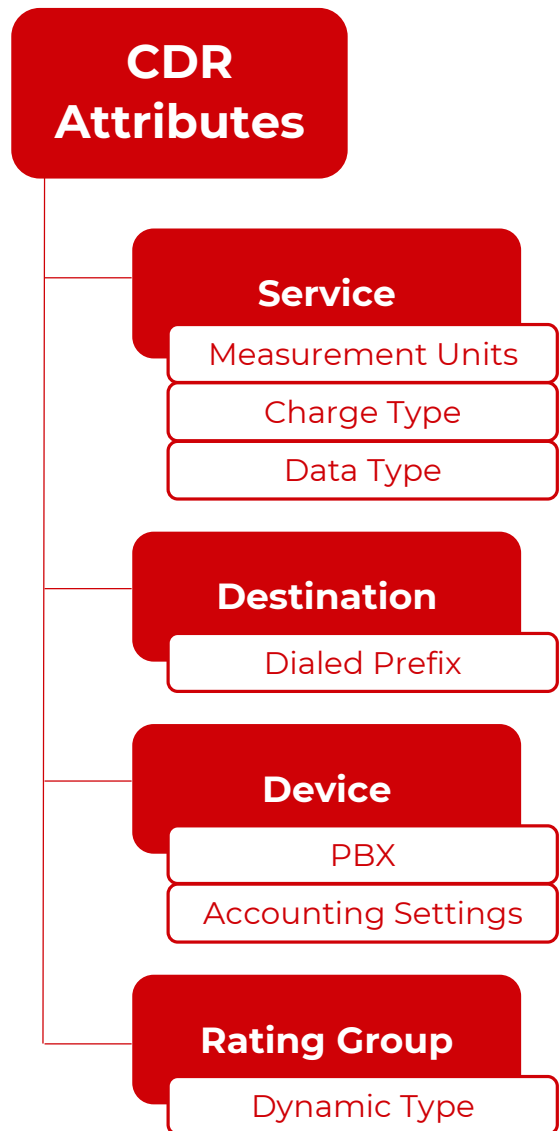 CDR
Attributes
Service
Measurement Units
Charge Type
Data Type
Destination
Dialed Prefix
Device
PBX
Accounting Settings
Rating Group
Dynamic Type